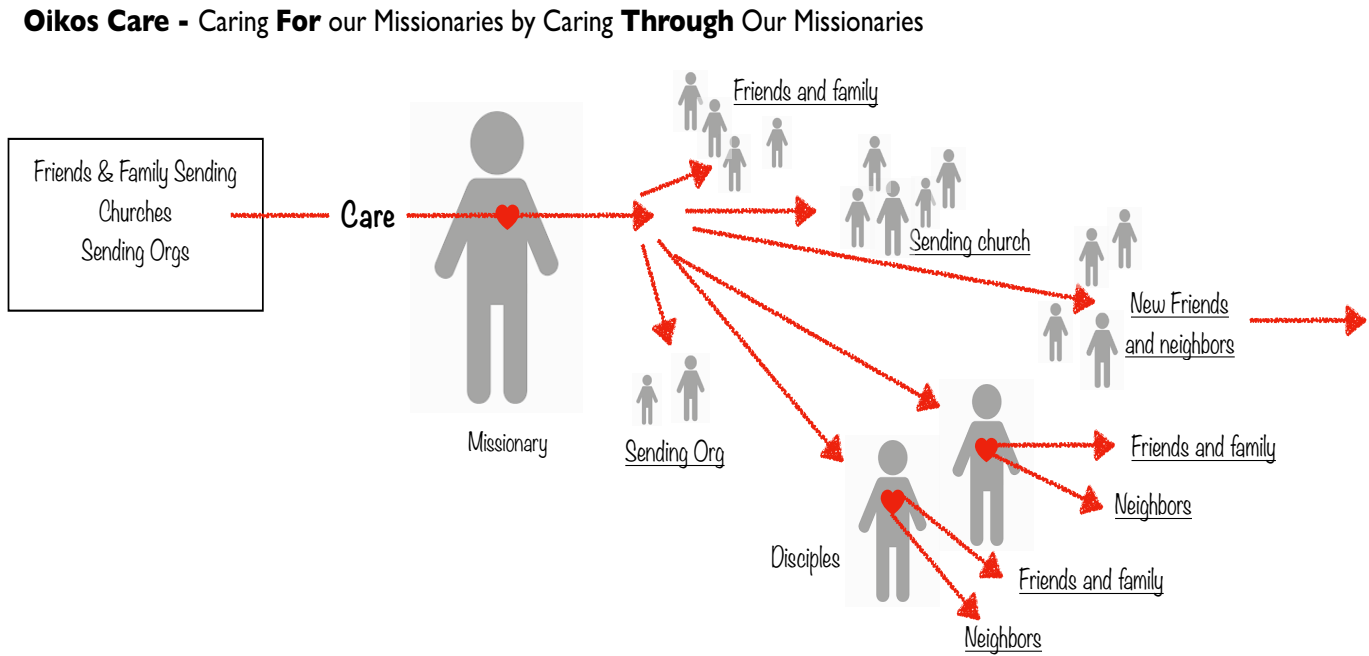 Oikos Care - Caring For our Missionaries by Caring Through Our Missionaries
Friends & Family Sending
Churches
Sending Orgs
Care
Missionary
Friends and family
Sending church
New Friends
and neighbors
Sending Org
Disciples
Friends and family
Neighbors
Friends and family
Neighbors